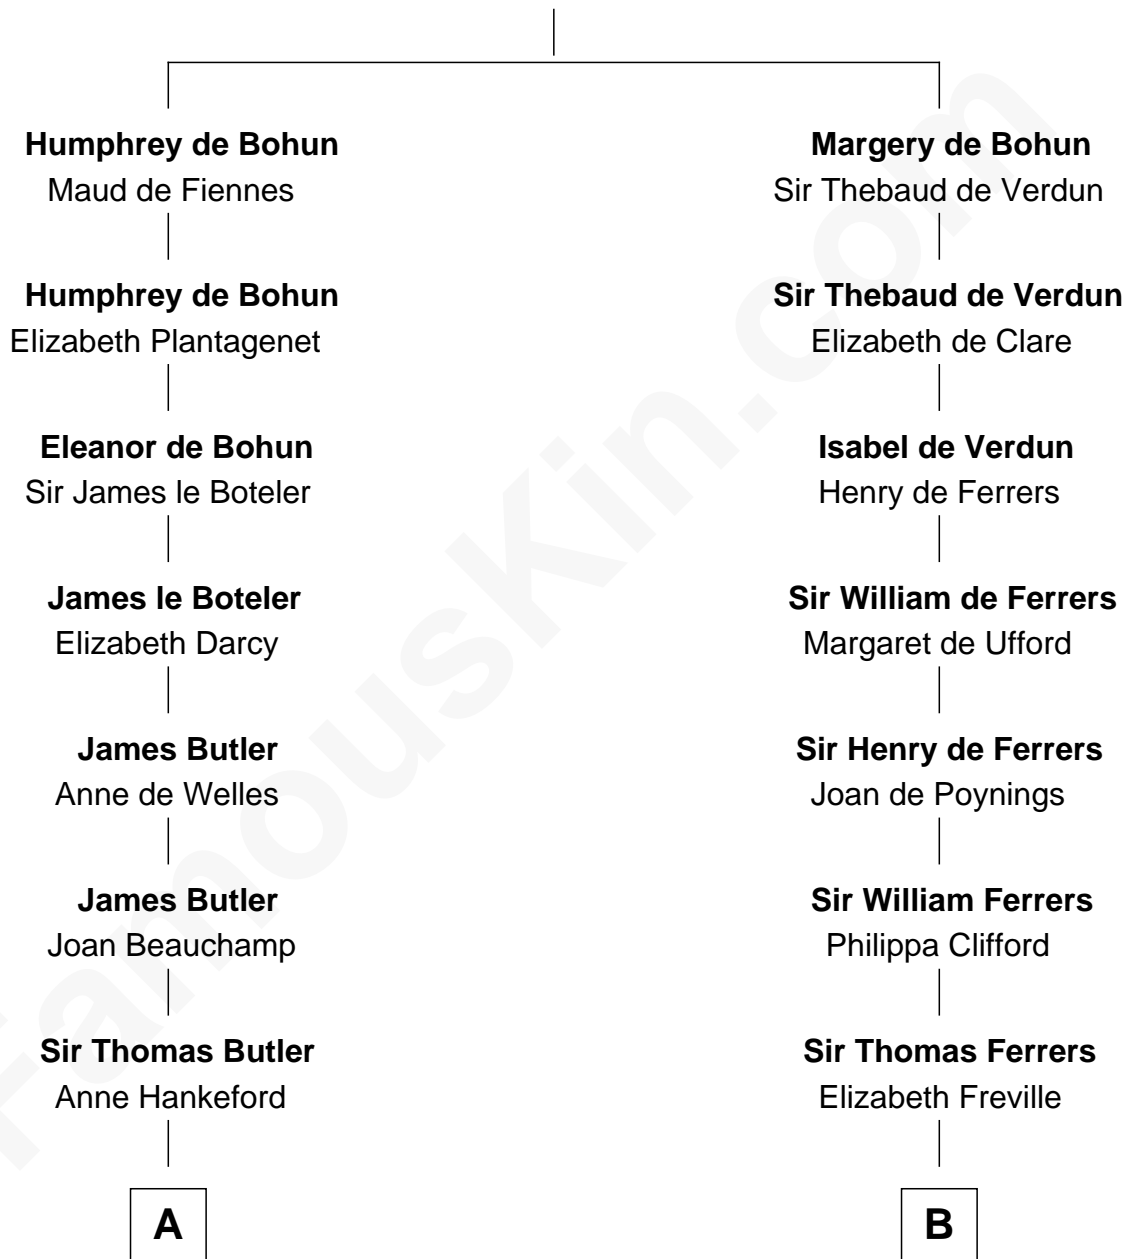 Humphrey de Bohun
Maud de Fiennes
Humphrey de Bohun
Elizabeth Plantagenet
Eleanor de Bohun
Sir James le Boteler
James le Boteler
Elizabeth Darcy
James Butler
Anne de Welles
James Butler
Joan Beauchamp
Sir Thomas Butler
Anne Hankeford
A
Margery de Bohun
Sir Thebaud de Verdun
Sir Thebaud de Verdun
Elizabeth de Clare
Isabel de Verdun
Henry de Ferrers
Sir William de Ferrers
Margaret de Ufford
Sir Henry de Ferrers
Joan de Poynings
Sir William Ferrers
Philippa Clifford
Sir Thomas Ferrers
Elizabeth Freville
B
FamousKin.com